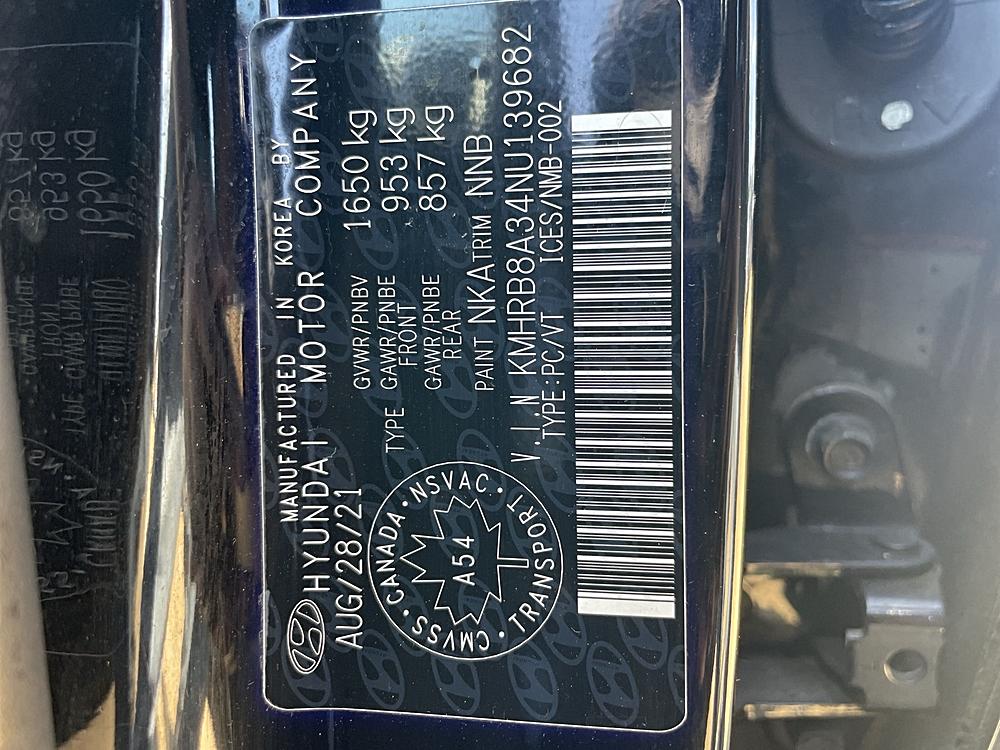 MANUFACTURED IN KOREA BY
HYUNDAI MOTOR COMPANY
AUG/28/21
GVWR/PNBV 1650 kg
TYPE GAWR/PNBE FRONT 953 kg
GAWR/PNBE REAR 857 kg
PAINT NKA TRIM NNB
V.I.N KMHRB8A34NU139682
TYPE:PC/VT ICES/NMB-002
CANADA · NSVAC · TRANSPORT · CMVSS ·
A54